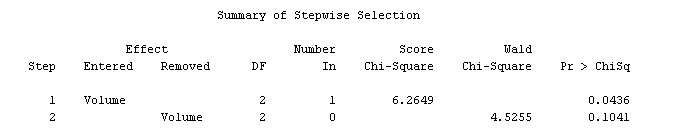 Summary of Stepwise Selection
Effect Number Score Wald
Step Entered Removed DF In Chi-Square Chi-Square Pr > ChiSq
1 Volume 2 1 6.2649 0.0436
2 Volume 2 0 4.5255 0.1041